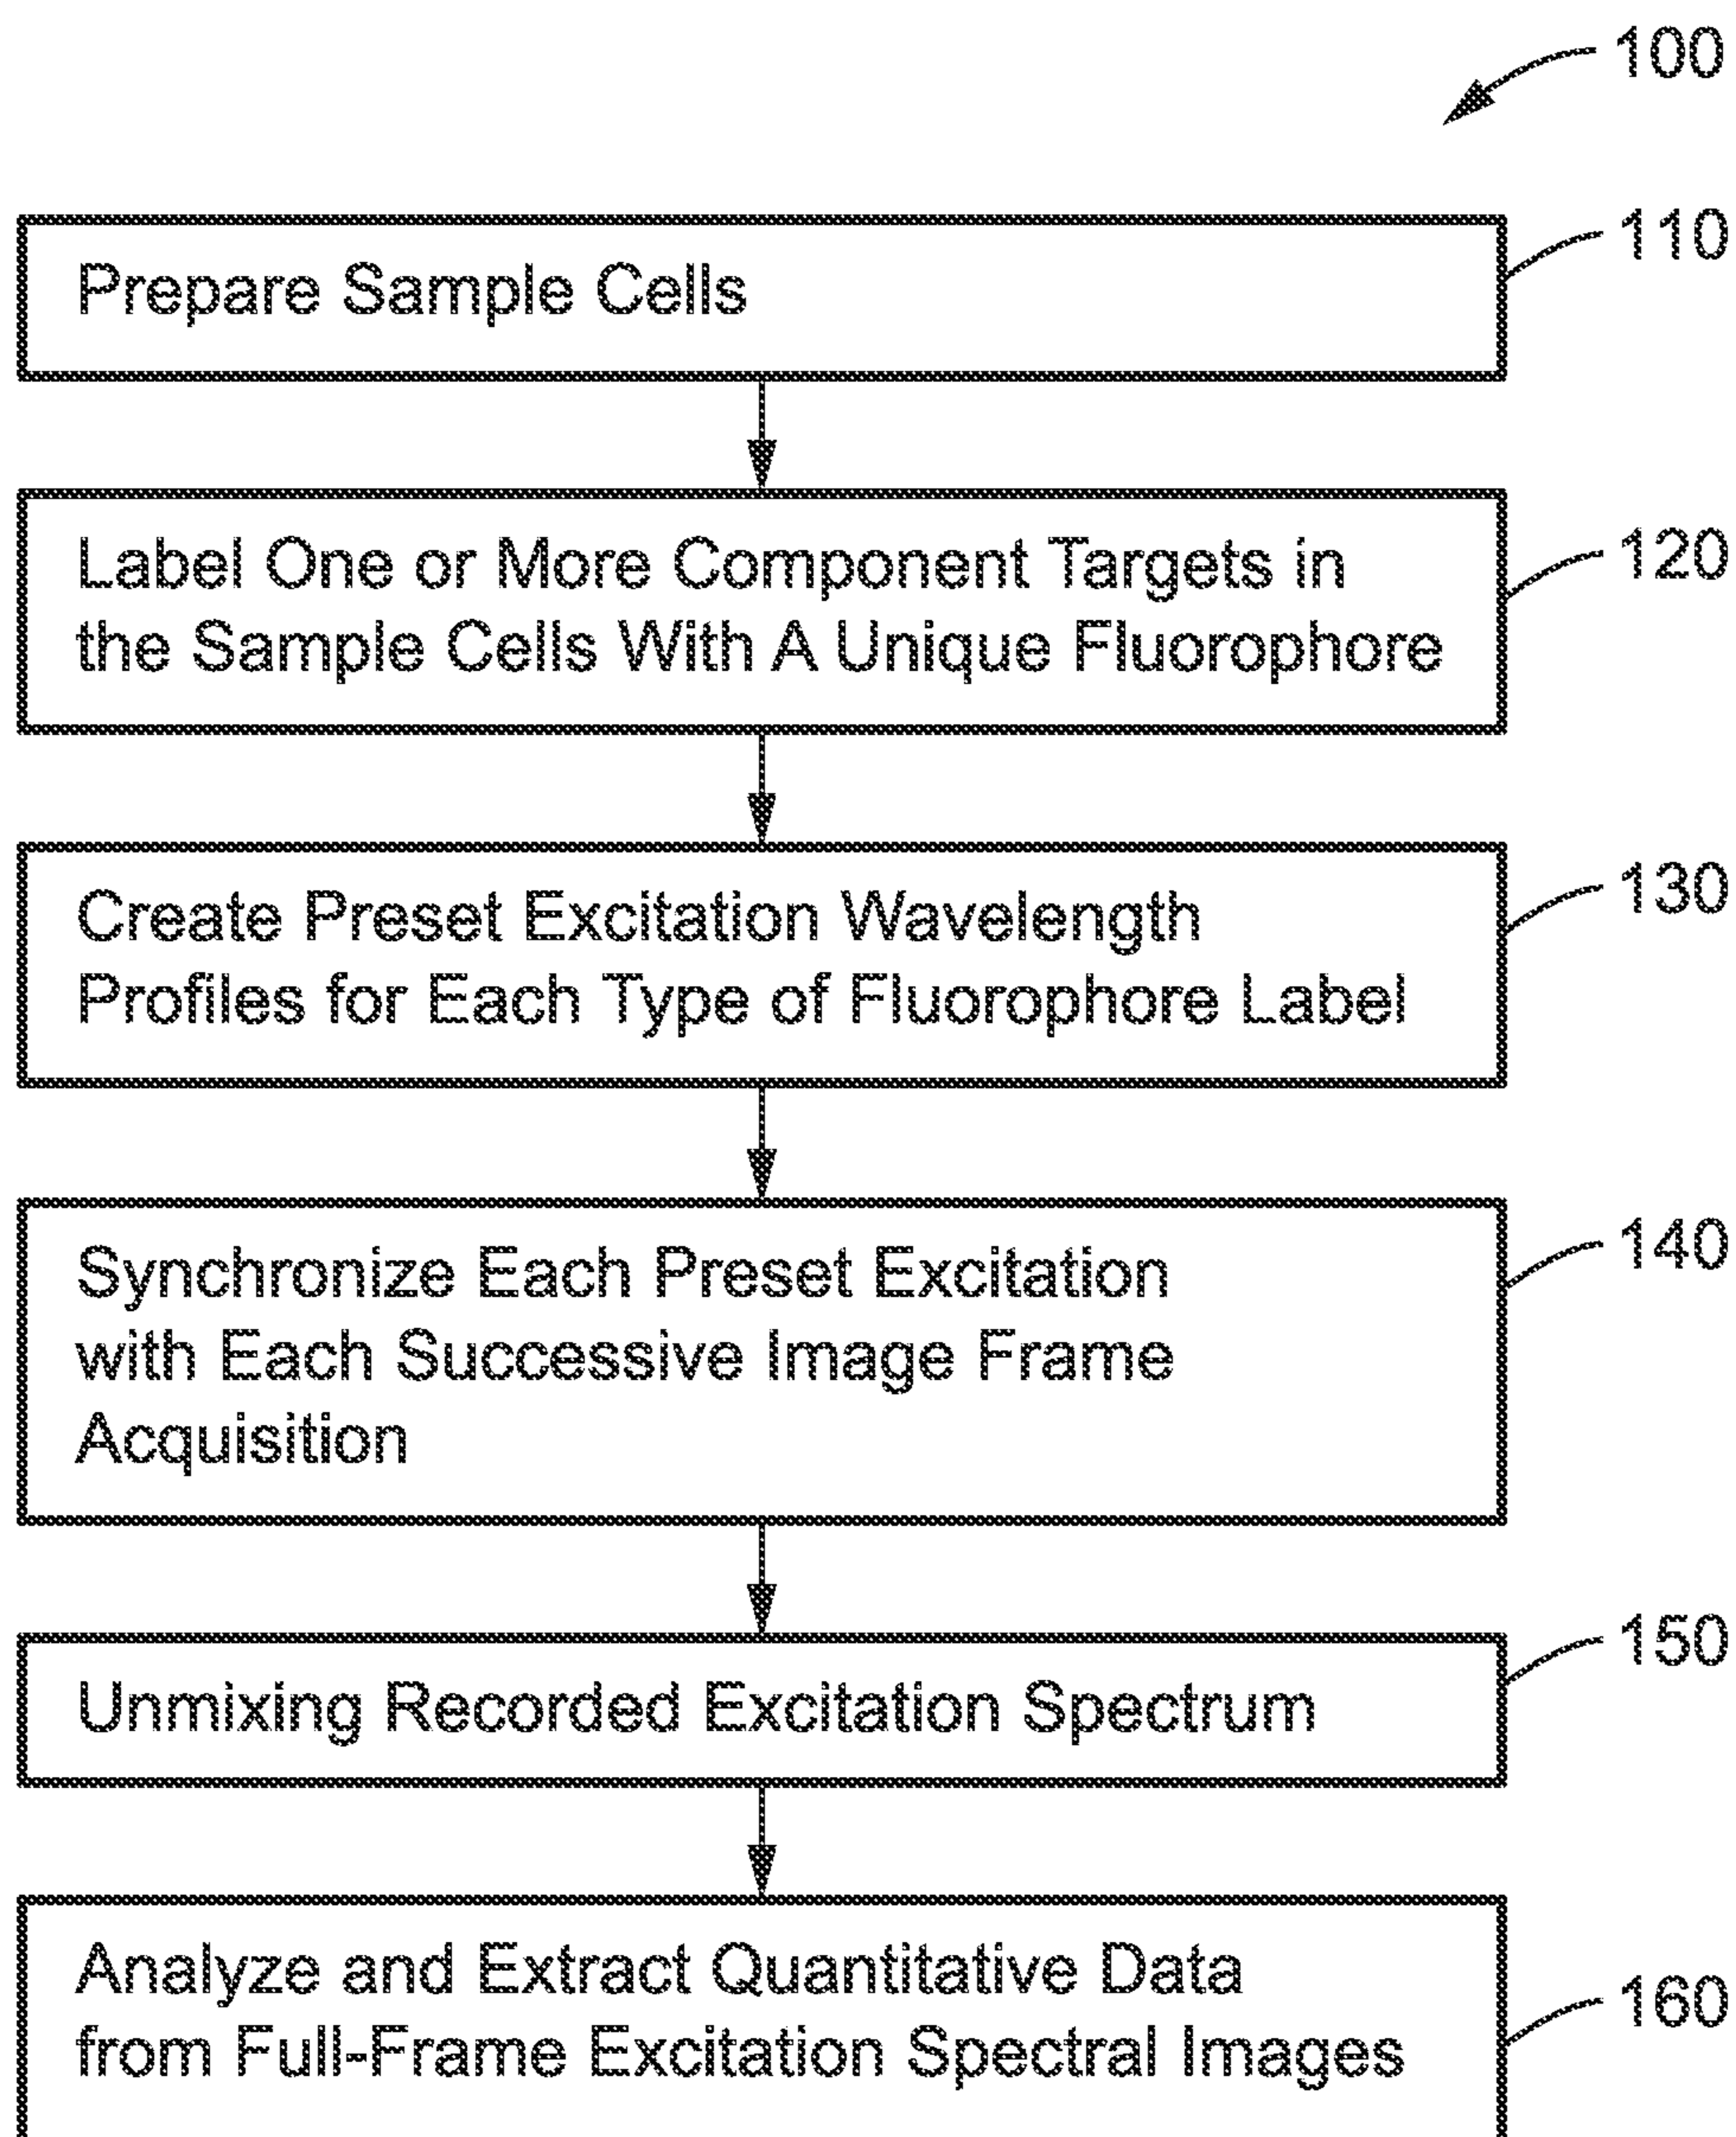 100
110
Prepare Sample Cells
120
Label One or More Component Targets in
the Sample Cells With A Unique Fluorophore
130
Create Preset Excitation Wavelength
Profiles for Each Type of Fluorophore Label
140
Synchronize Each Preset Excitation
with Each Successive Image Frame
Acquisition
150
Unmixing Recorded Excitation Spectrum
160
Analyze and Extract Quantitative Data
from Full-Frame Excitation Spectral Images